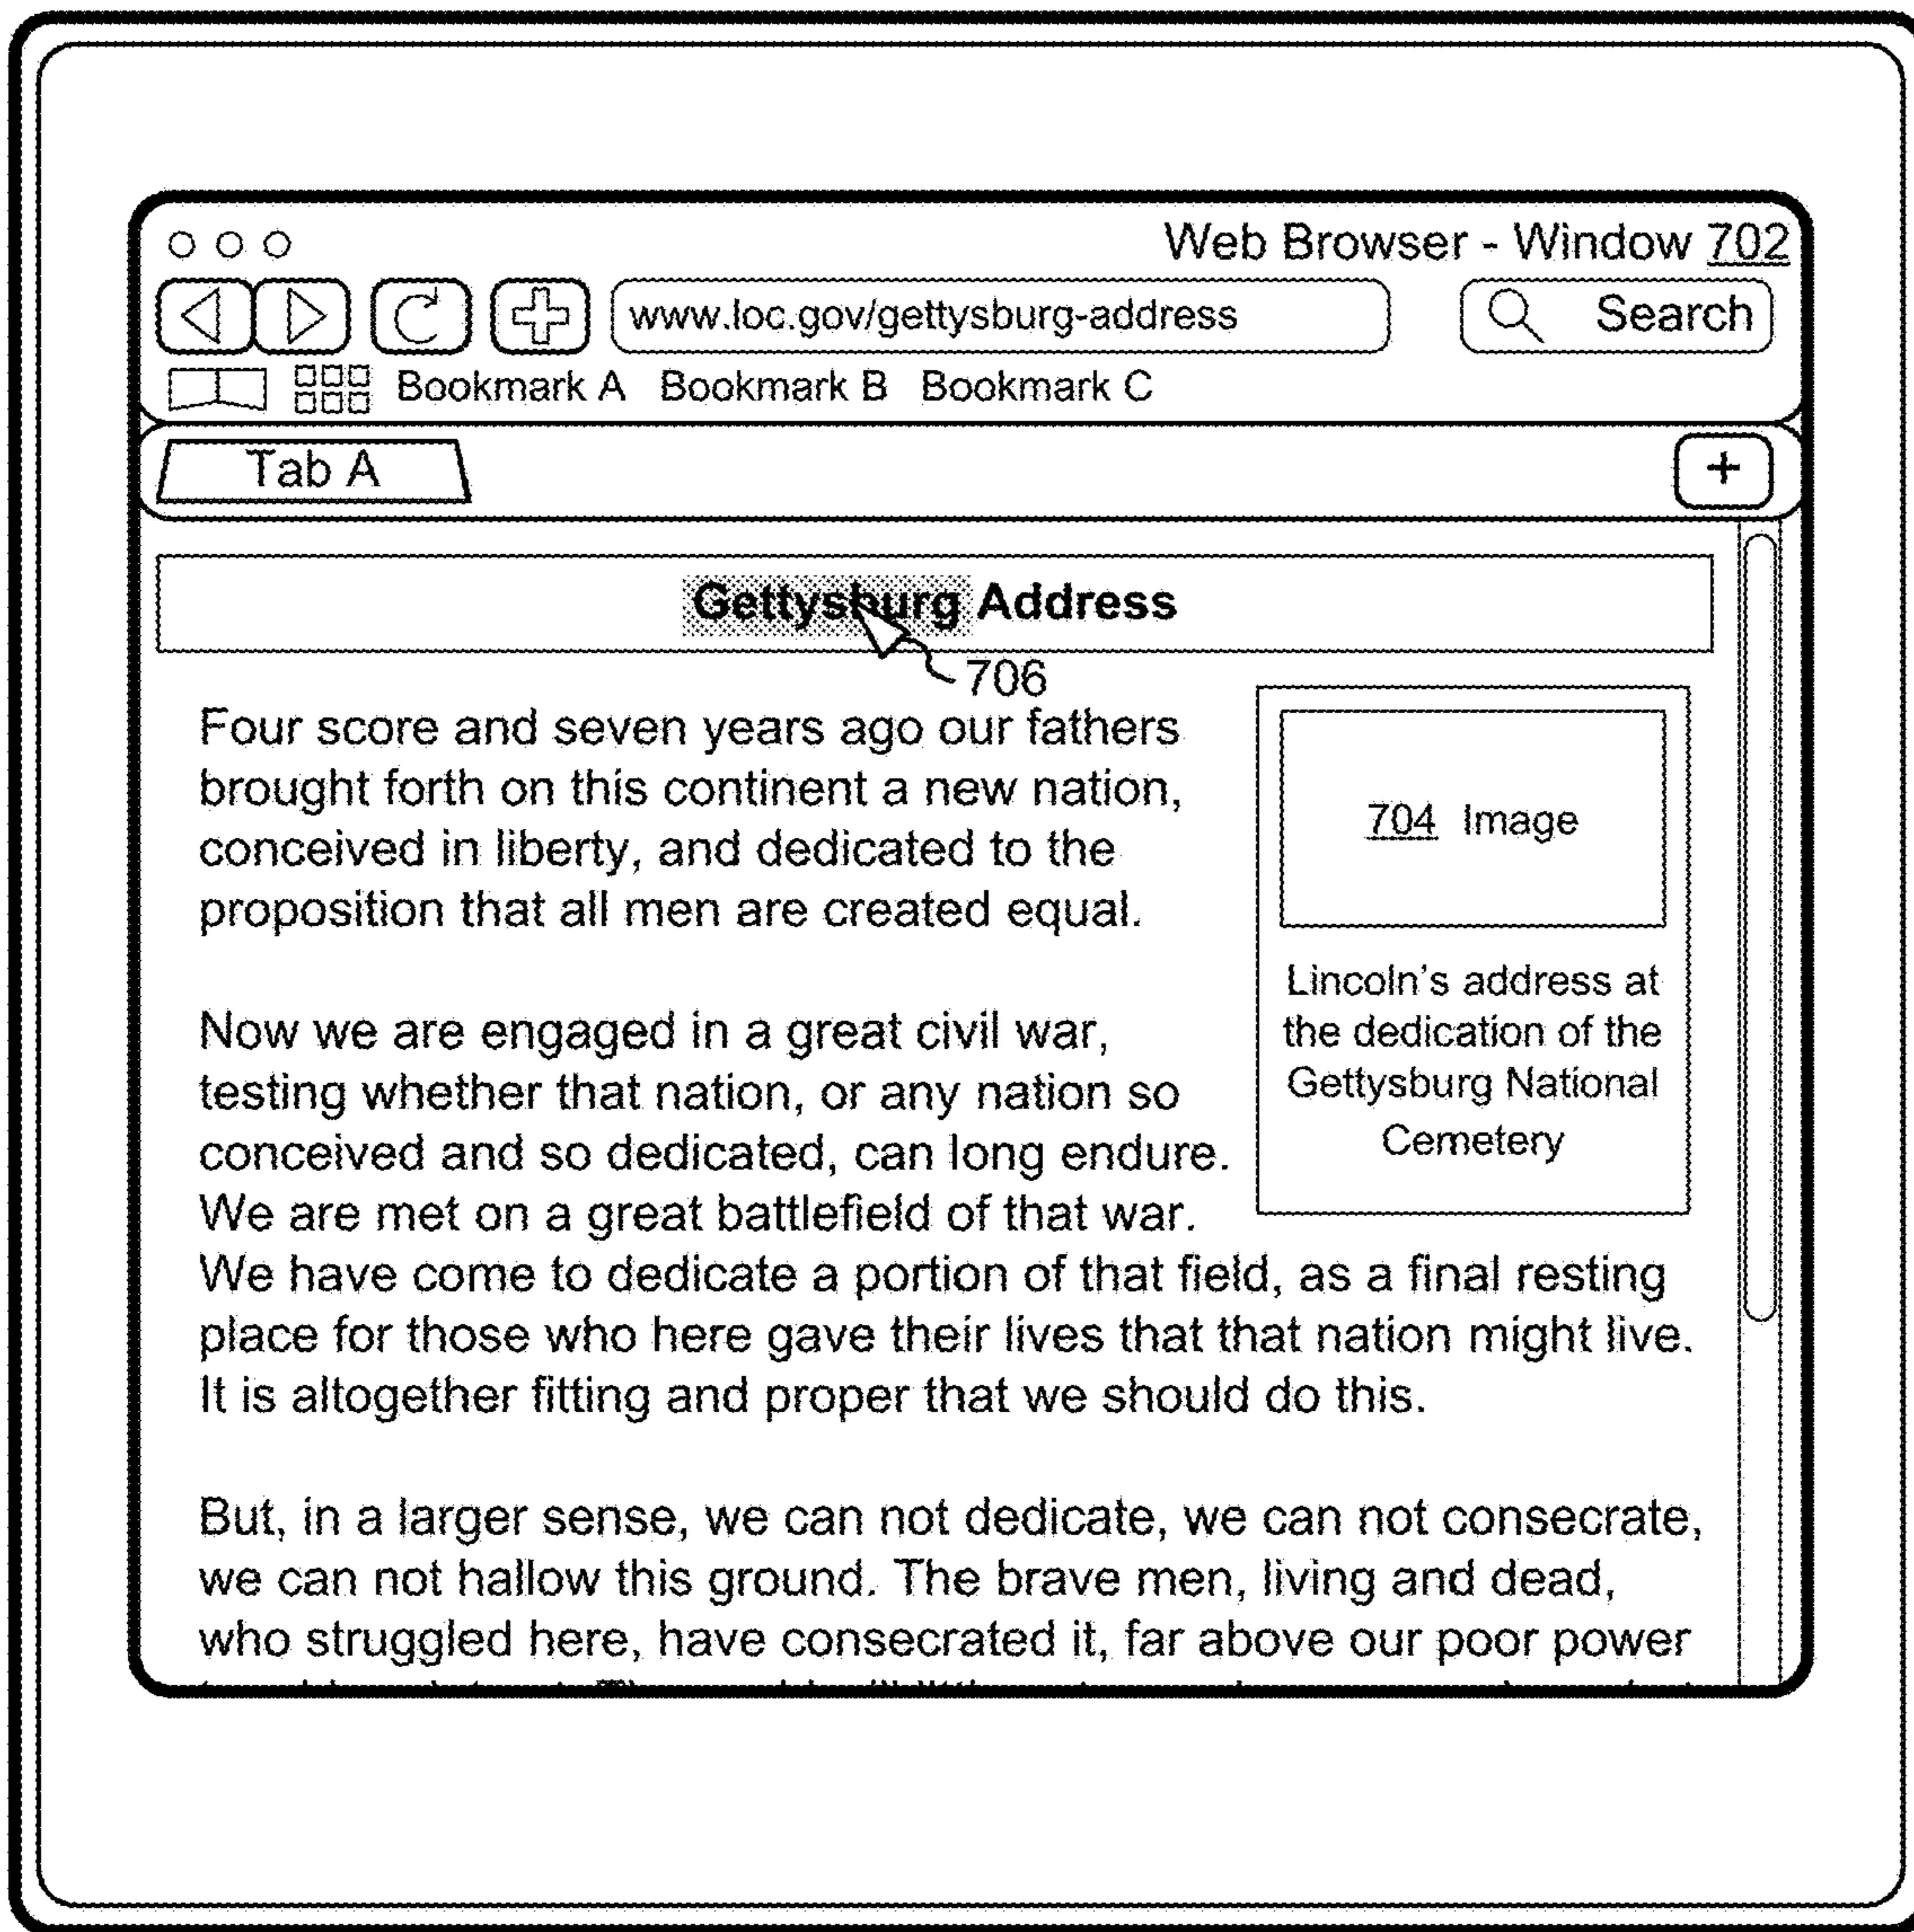 Web Browser - Window 702
www.loc.gov/gettysburg-address
Search
Bookmark A Bookmark B Bookmark C
Tab A
+
Gettysburg Address
706
Four score and seven years ago our fathers
brought forth on this continent a new nation,
conceived in liberty, and dedicated to the
proposition that all men are created equal.
704 Image
Lincoln's address at
the dedication of the
Gettysburg National
Cemetery
Now we are engaged in a great civil war,
testing whether that nation, or any nation so
conceived and so dedicated, can long endure.
We are met on a great battlefield of that war.
We have come to dedicate a portion of that field, as a final resting
place for those who here gave their lives that that nation might live.
It is altogether fitting and proper that we should do this.
But, in a larger sense, we can not dedicate, we can not consecrate,
we can not hallow this ground. The brave men, living and dead,
who struggled here, have consecrated it, far above our poor power